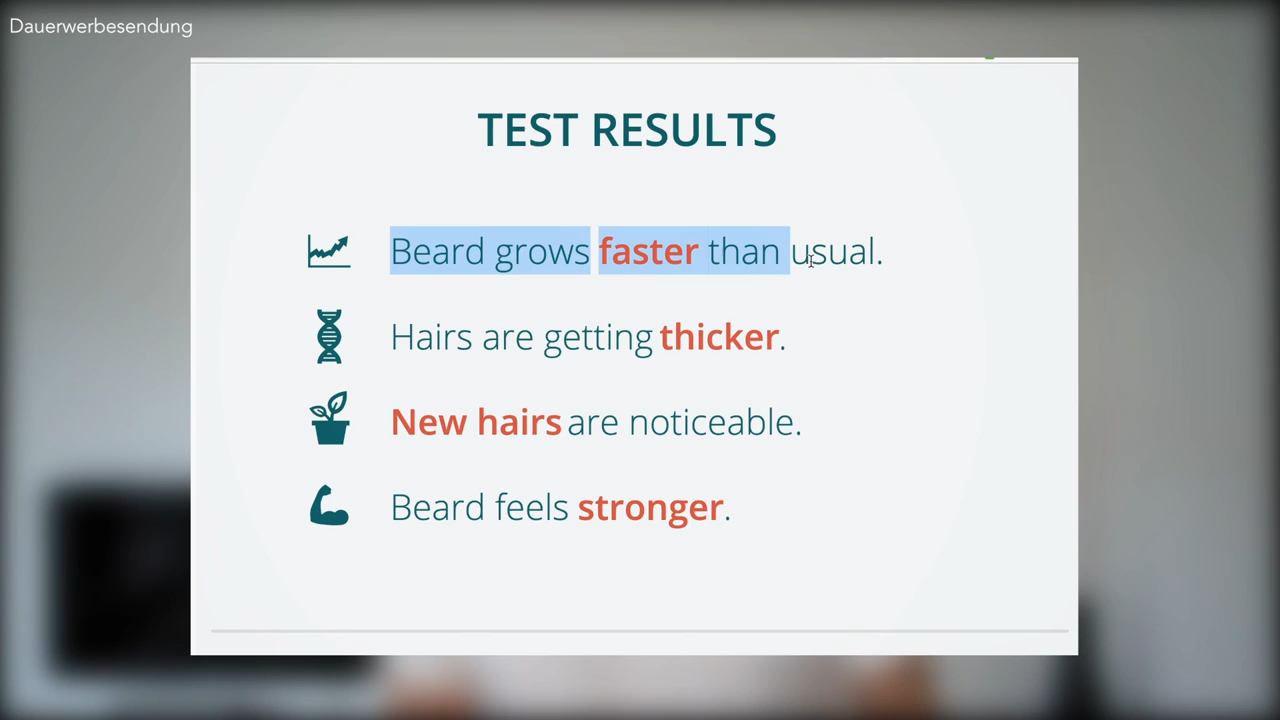 Dauerwerbesendung
TEST RESULTS
Beard grows faster than usual.
Hairs are getting thicker.
New hairs are noticeable.
Beard feels stronger.